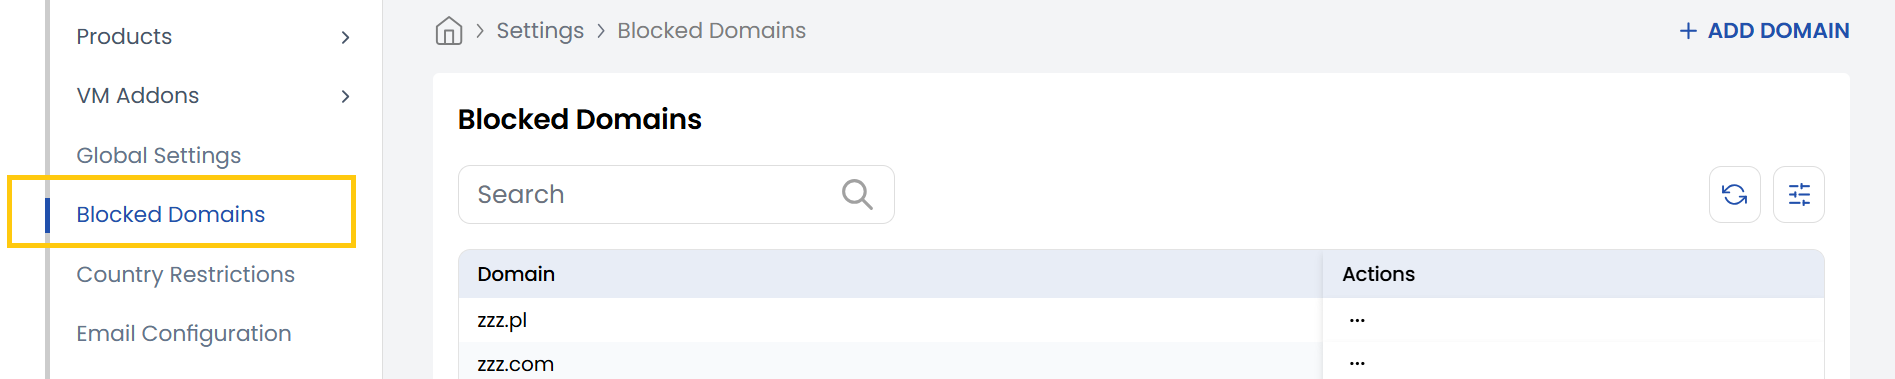 Products
VM Addons
Global Settings
Blocked Domains
Country Restrictions
Email Configuration
Settings > Blocked Domains
+ ADD DOMAIN
Blocked Domains
Search
Domain Actions
zzz.pl ...
zzz.com ...